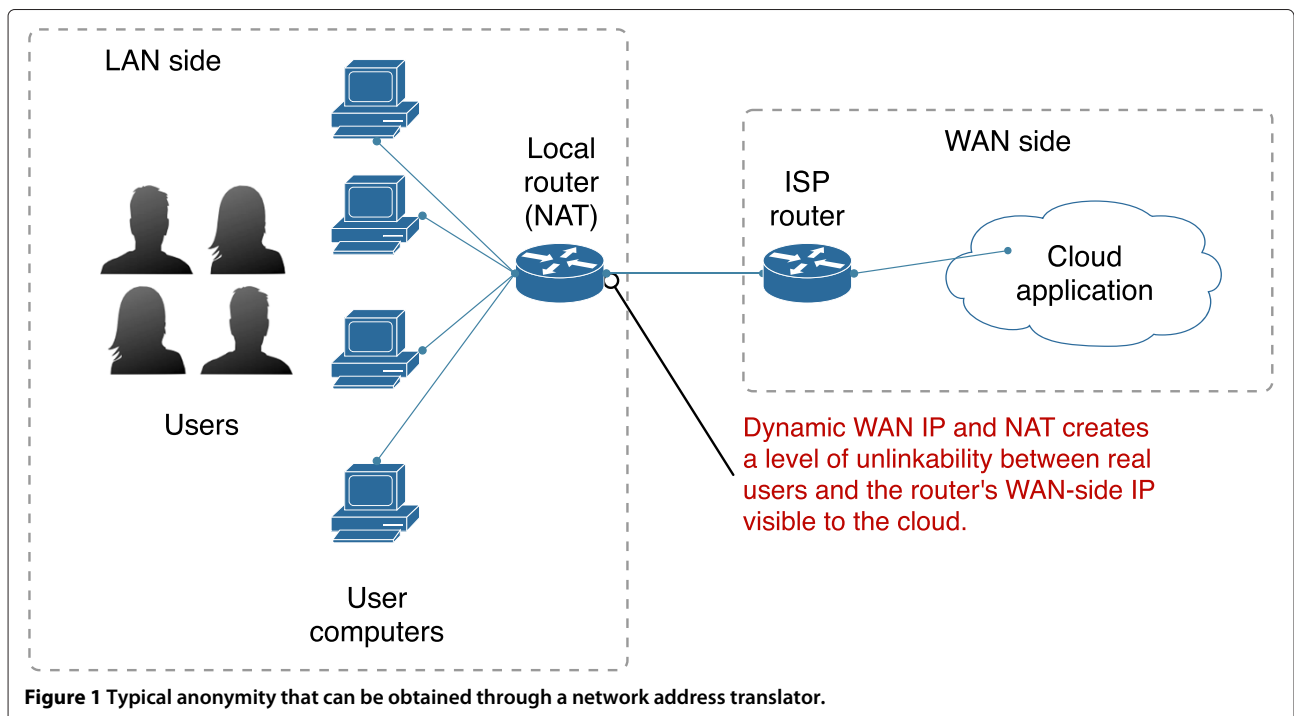 LAN side
Users
User
computers
Local
router
(NAT)
WAN side
ISP
router
Cloud
application
Dynamic WAN IP and NAT creates
a level of unlinkability between real
users and the router's WAN-side IP
visible to the cloud.
Figure 1 Typical anonymity that can be obtained through a network address translator.